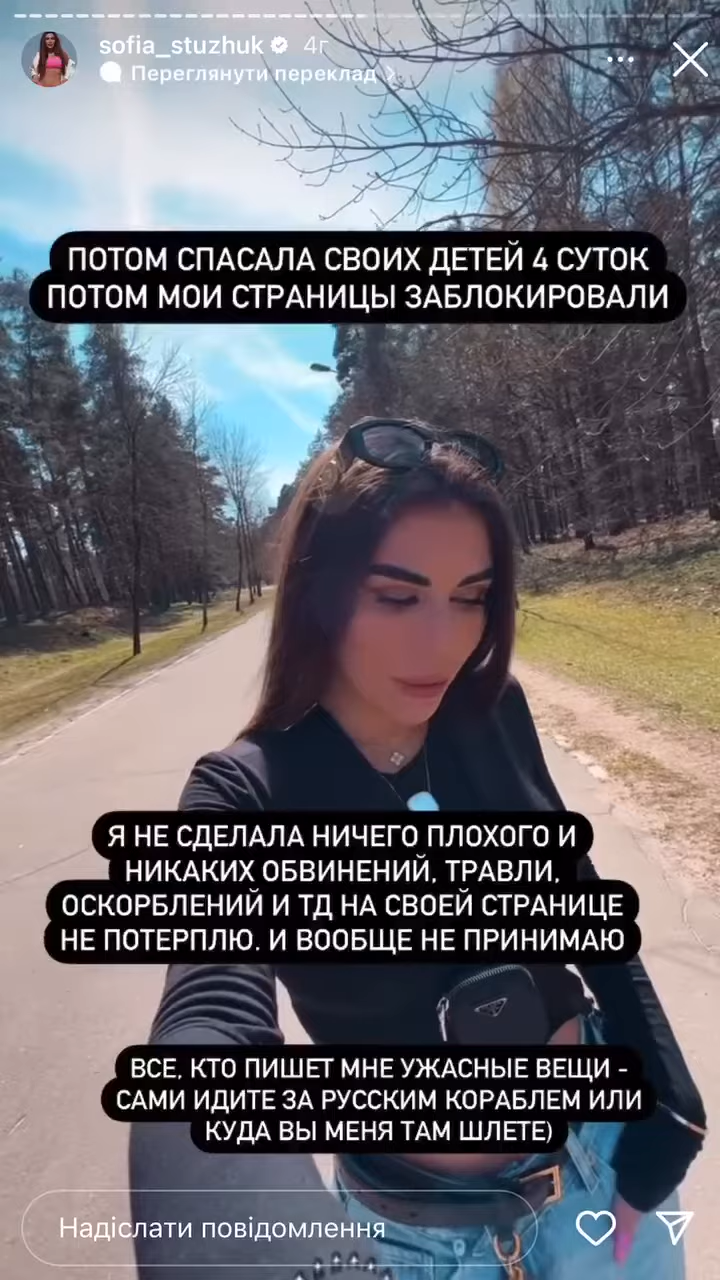 sofia_stuzhuk 4г
Переглянути переклад
ПОТОМ СПАСАЛА СВОИХ ДЕТЕЙ 4 СУТОК
ПОТОМ МОИ СТРАНИЦЫ ЗАБЛОКИРОВАЛИ
Я НЕ СДЕЛАЛА НИЧЕГО ПЛОХОГО И
НИКАКИХ ОБВИНЕНИЙ, ТРАВЛИ,
ОСКОРБЛЕНИЙ И ТД НА СВОЕЙ СТРАНИЦЕ
НЕ ПОТЕРПЛЮ. И ВООБЩЕ НЕ ПРИНИМАЮ
ВСЕ, КТО ПИШЕТ МНЕ УЖАСНЫЕ ВЕЩИ -
САМИ ИДИТЕ ЗА РУССКИМ КОРАБЛЕМ ИЛИ
КУДА ВЫ МЕНЯ ТАМ ШЛЕТЕ)
Надіслати повідомлення